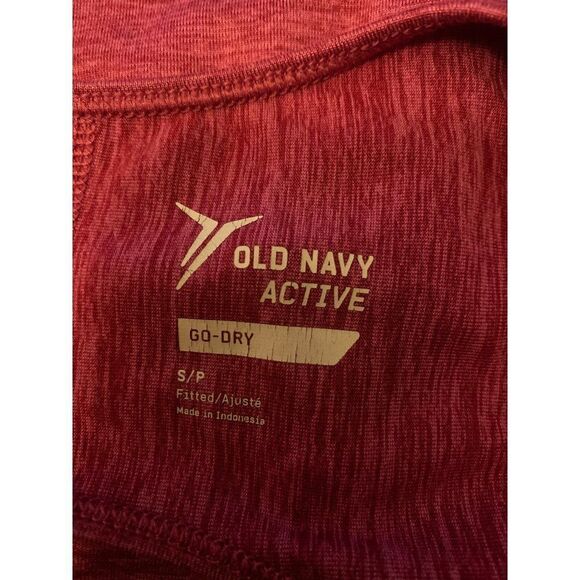 OLD NAVY
ACTIVE
GO-DRY
S/P
Fitted/Ajusté
Made in Indonesia